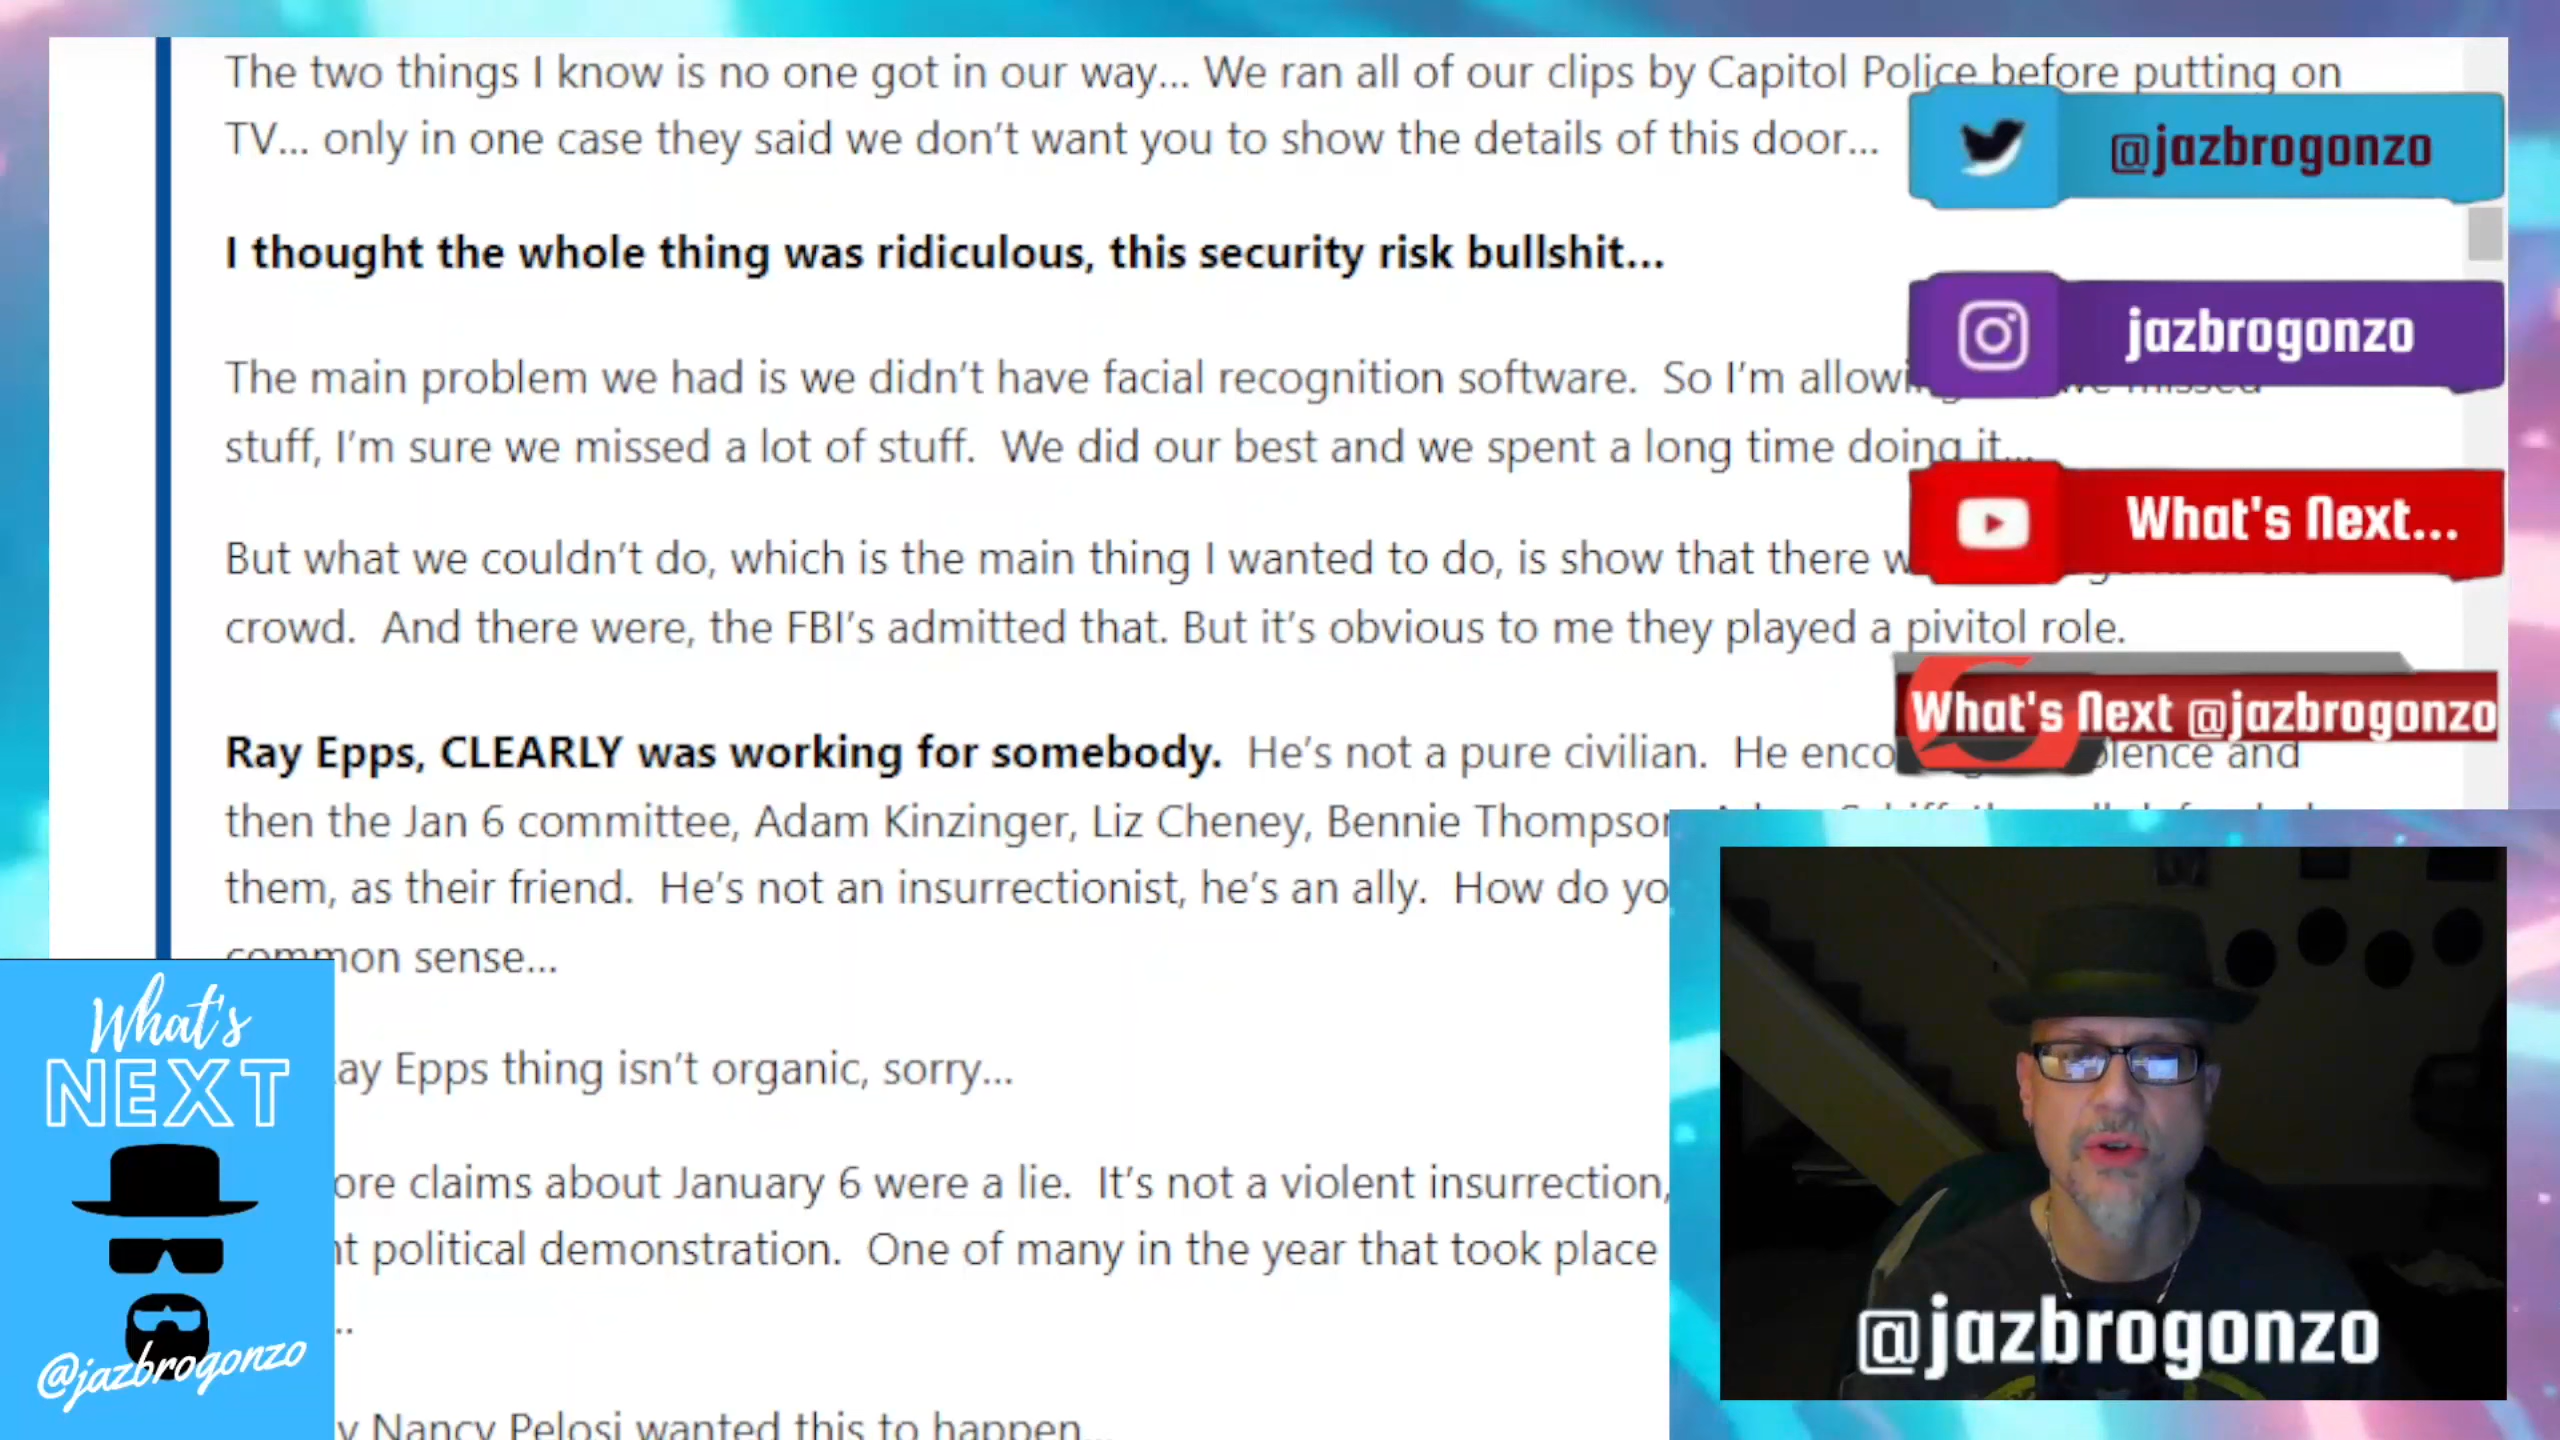 The two things I know is no one got in our way... We ran all of our clips by Capitol Police before putting on
TV... only in one case they said we don't want you to show the details of this door...
@jazbrogonzo
I thought the whole thing was ridiculous, this security risk bullshit...
jazbrogonzo
The main problem we had is we didn't have facial recognition software. So I'm missed
stuff, I'm sure we missed a lot of stuff. We did our best and we spent a long time doing it...
What's Next...
But what we couldn't do, which is the main thing I wanted to do, is show that there
crowd. And there were, the FBI's admitted that. But it's obvious to me they played a pivitol role.
What's Next @jazbrogonzo
Ray Epps, CLEARLY was working for somebody. He's not a pure civilian. He and
then the Jan 6 committee, Adam Kinzinger, Liz Cheney, Bennie
them, as their friend. He's not an insurrectionist, he's an ally. How do
common sense...
Epps thing isn't organic, sorry...
claims about January 6 were a lie. It's not a violent insurrection,
political demonstration. One of many in the year that took place
Nancy Pelosi wanted this to happen...
What's
NEXT
@jazbrogonzo
@jazbrogonzo